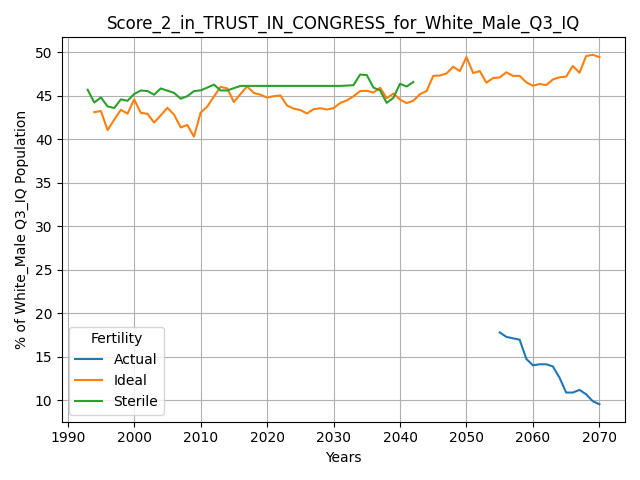 Score_2_in_TRUST_IN_CONGRESS_for_White_Male_Q3_IQ
% of White_Male Q3_IQ Population
50
45
40
35
30
25
20
15
10
Fertility
Actual
Ideal
Sterile
1990 2000 2010 2020 2030 2040 2050 2060 2070
Years